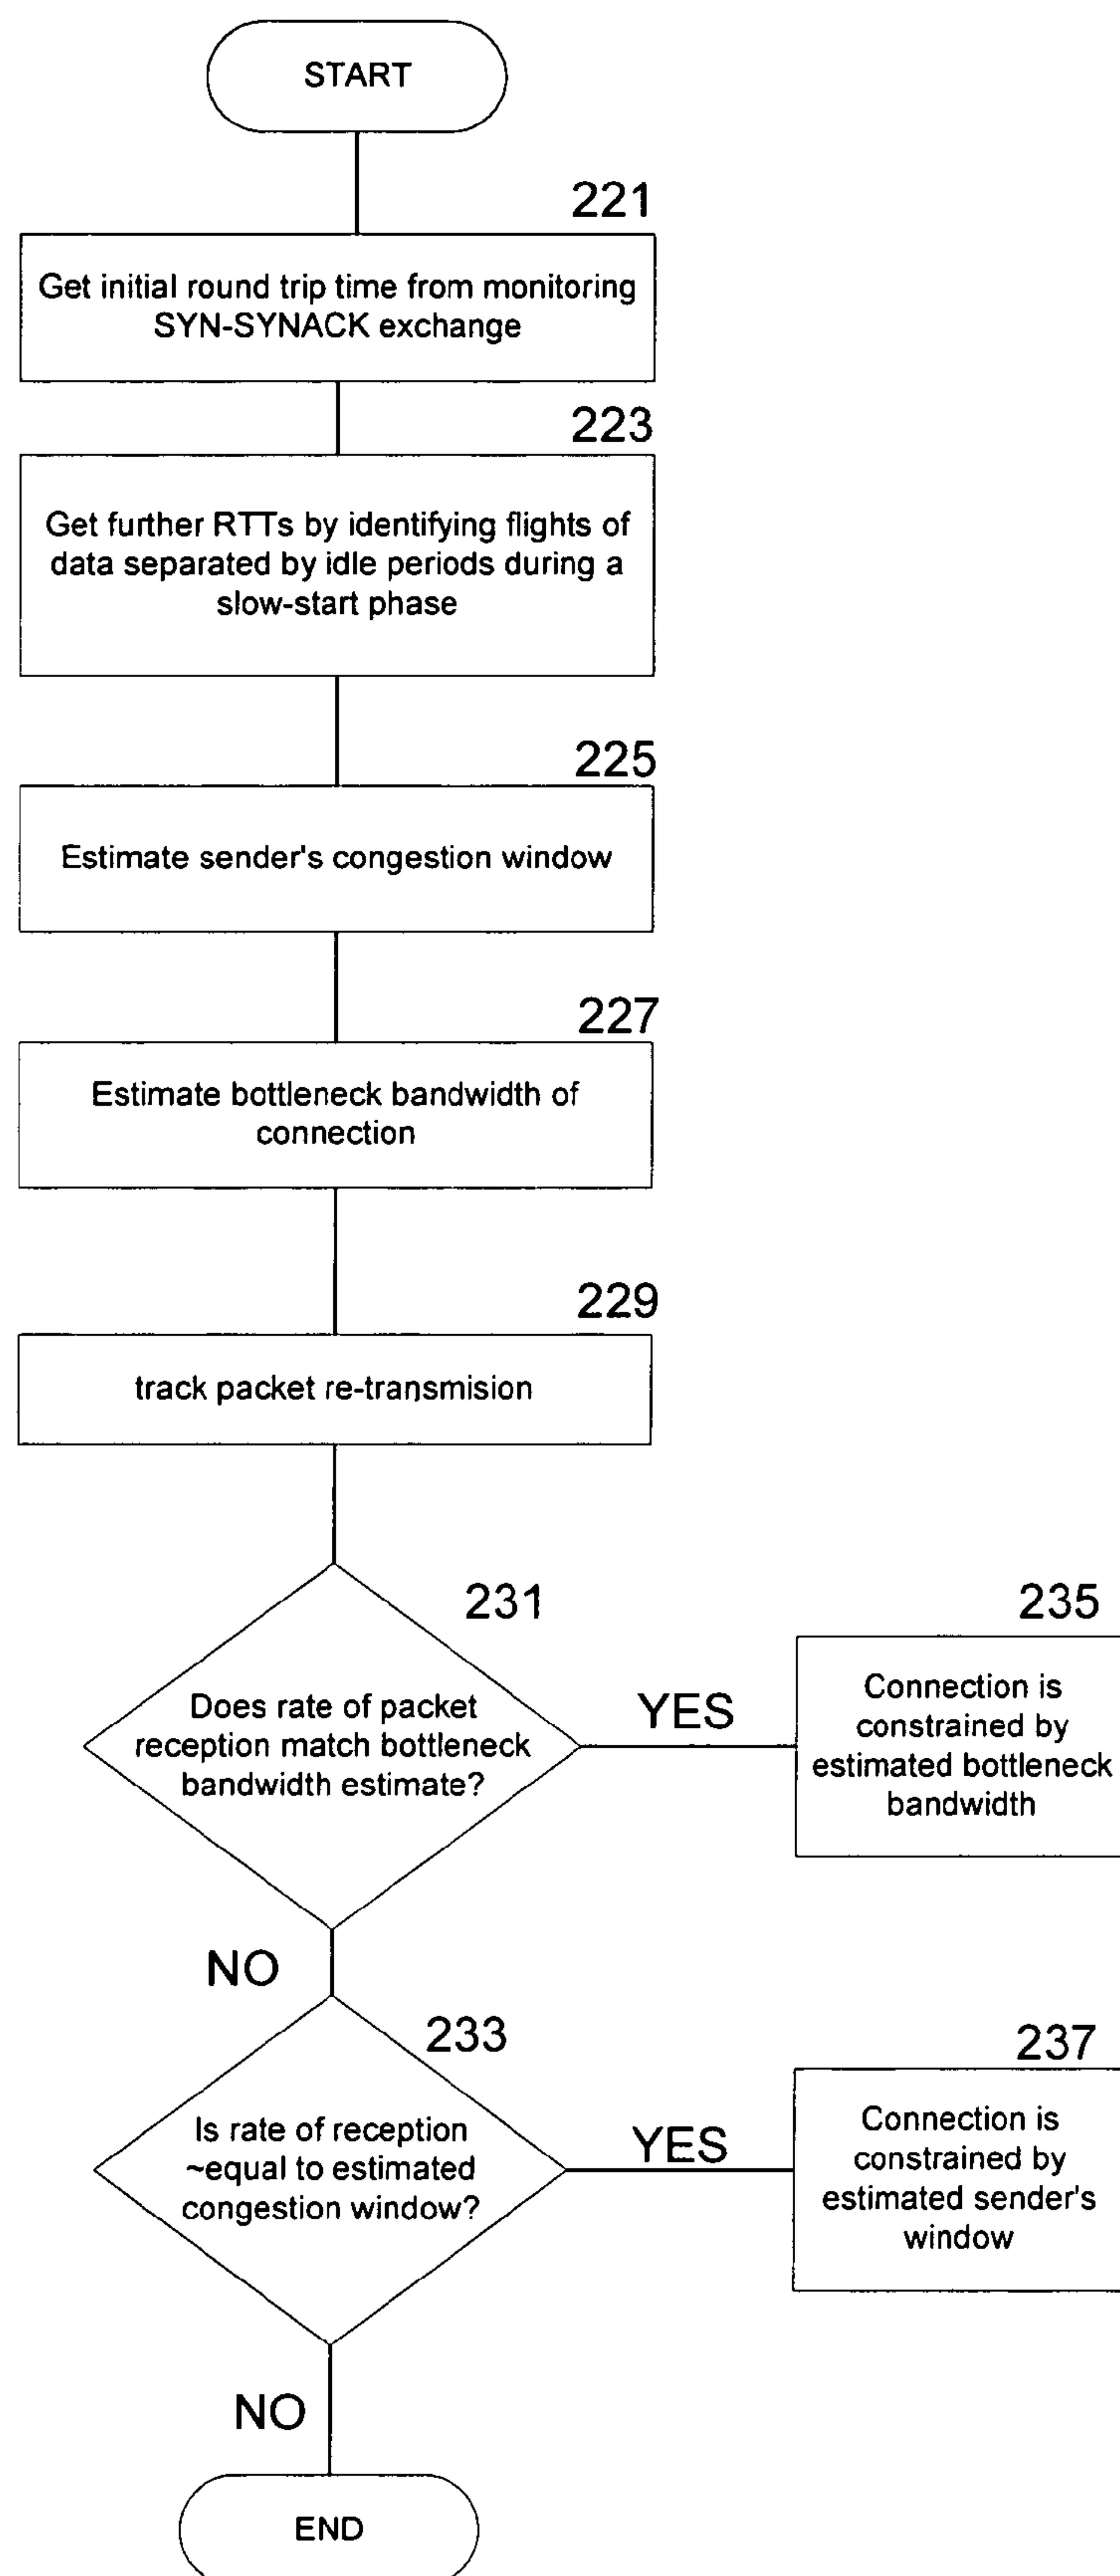 START
221
Get initial round trip time from monitoring
SYN-SYNACK exchange
223
Get further RTTs by identifying flights of
data separated by idle periods during a
slow-start phase
225
Estimate sender's congestion window
227
Estimate bottleneck bandwidth of
connection
229
track packet re-transmision
231
Does rate of packet
reception match bottleneck
bandwidth estimate?
YES
235
Connection is
constrained by
estimated bottleneck
bandwidth
NO
233
Is rate of reception
~equal to estimated
congestion window?
YES
237
Connection is
constrained by
estimated sender's
window
NO
END